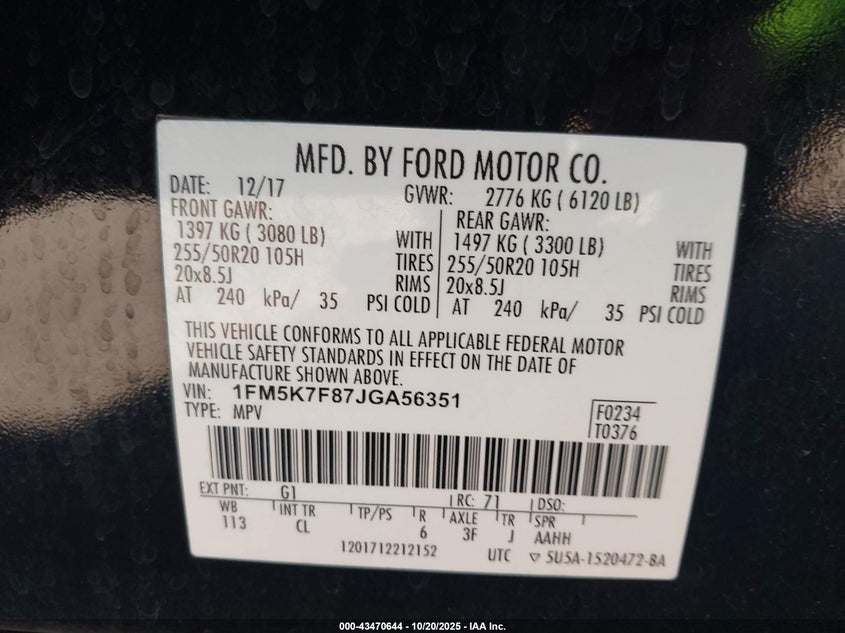 MFD. BY FORD MOTOR CO.
DATE: 12/17 GVWR: 2776 KG ( 6120 LB)
FRONT GAWR: REAR GAWR:
1397 KG ( 3080 LB) WITH 1497 KG ( 3300 LB) WITH
255/50R20 105H TIRES 255/50R20 105H TIRES
20x8.5J RIMS 20x8.5J RIMS
AT 240 kPa/ 35 PSI COLD AT 240 kPa/ 35 PSI COLD
THIS VEHICLE CONFORMS TO ALL APPLICABLE FEDERAL MOTOR
VEHICLE SAFETY STANDARDS IN EFFECT ON THE DATE OF
MANUFACTURE SHOWN ABOVE.
VIN: 1FM5K7F87JGA56351
TYPE: MPV
F0234
T0376
EXT PNT: G1 RC: 71 DSO:
WB INT TR TP/PS R AXLE TR SPR
113 CL 6 3F J AAHH
1201712212152 UTC ▽ 5U5A-1520472-BA
000-43470644 | 10/20/2025 - IAA Inc.